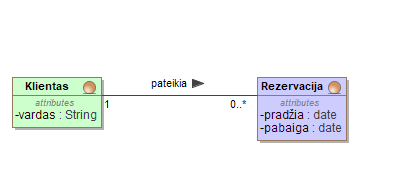 pateikia
Klientas
attributes
-vardas : String
1
0..*
Rezervacija
attributes
-pradžia : date
-pabaiga : date